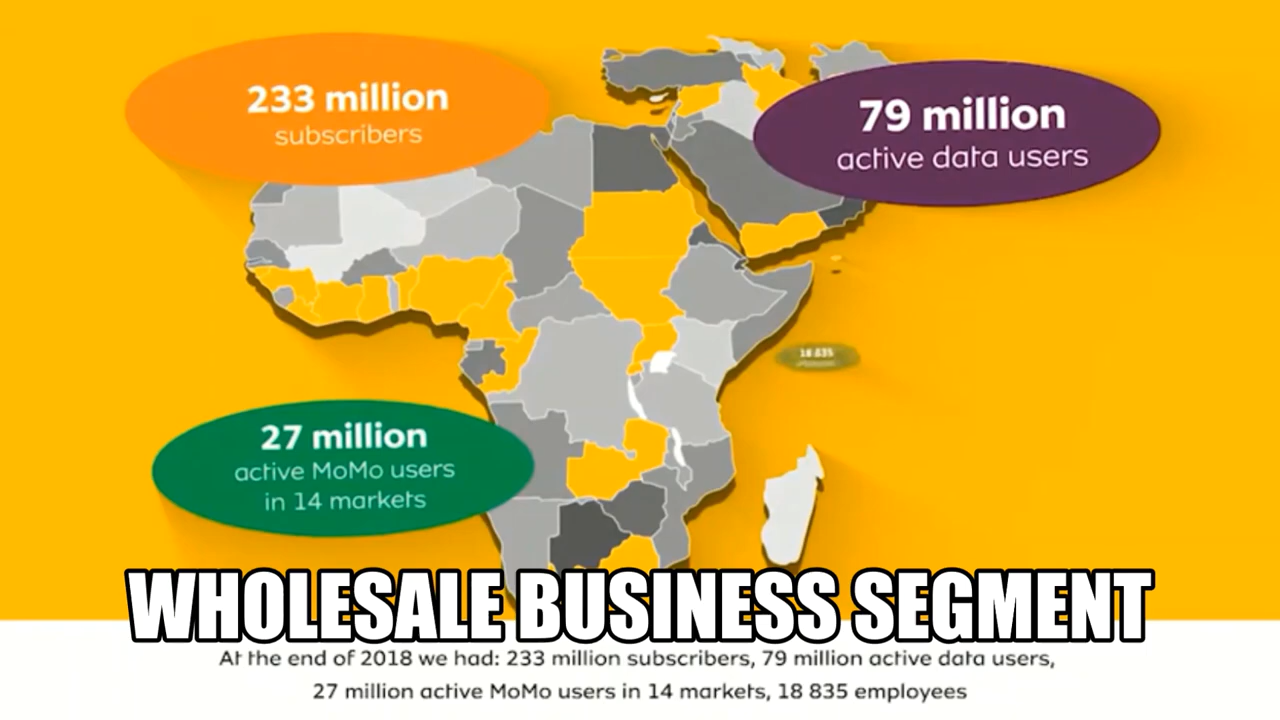 233 million
subscribers
79 million
active data users
18 835
27 million
active MoMo users
in 14 markets
WHOLESALE BUSINESS SEGMENT
At the end of 2018 we had: 233 million subscribers, 79 million active data users,
27 million active MoMo users in 14 markets, 18 835 employees